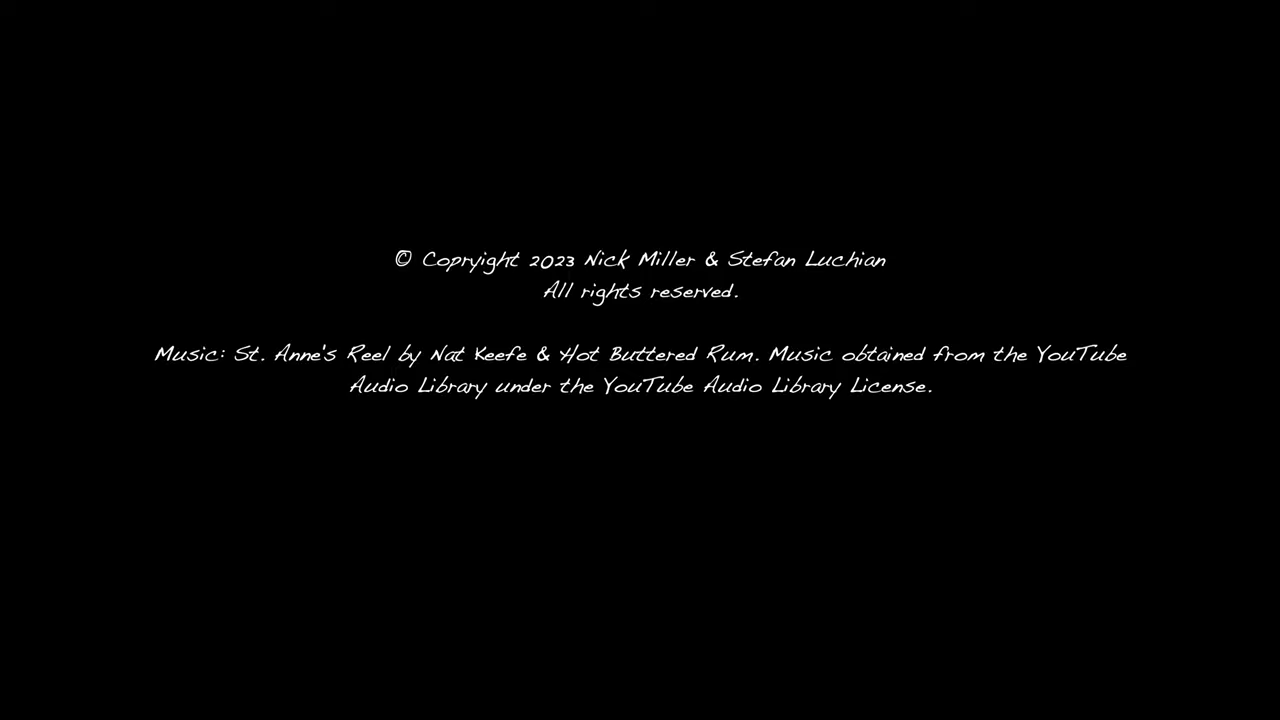 © Copryight 2023 Nick Miller & Stefan Luchian
All rights reserved.
Music: St. Anne's Reel by Nat Keefe & Hot Buttered Rum. Music obtained from the YouTube
Audio Library under the YouTube Audio Library License.